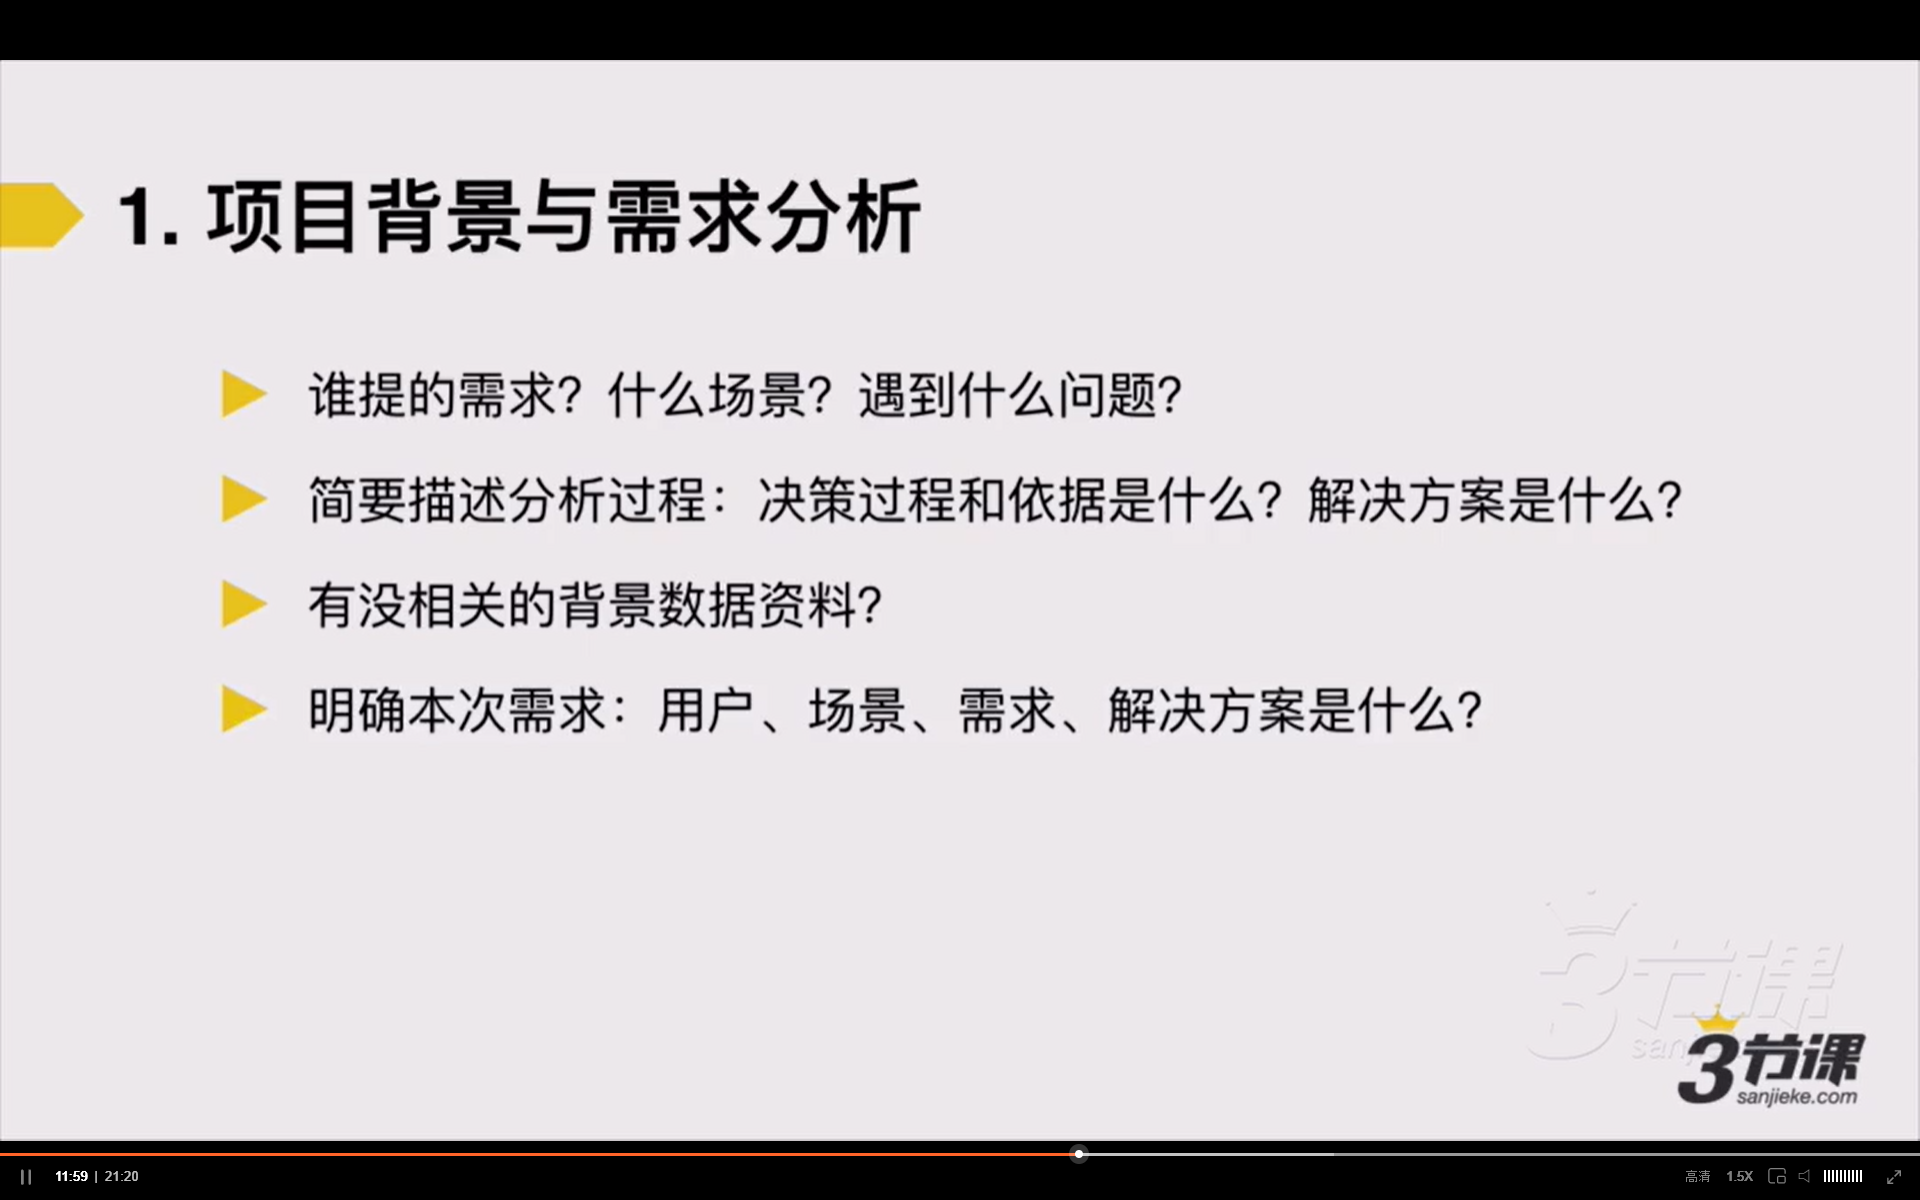 1. 项目背景与需求分析
谁提的需求？什么场景？遇到什么问题？
简要描述分析过程：决策过程和依据是什么？解决方案是什么？
有没相关的背景数据资料？
明确本次需求：用户、场景、需求、解决方案是什么？
3节课
3节课
sanjieke.com
11:59 | 21:20
高清 1.5X